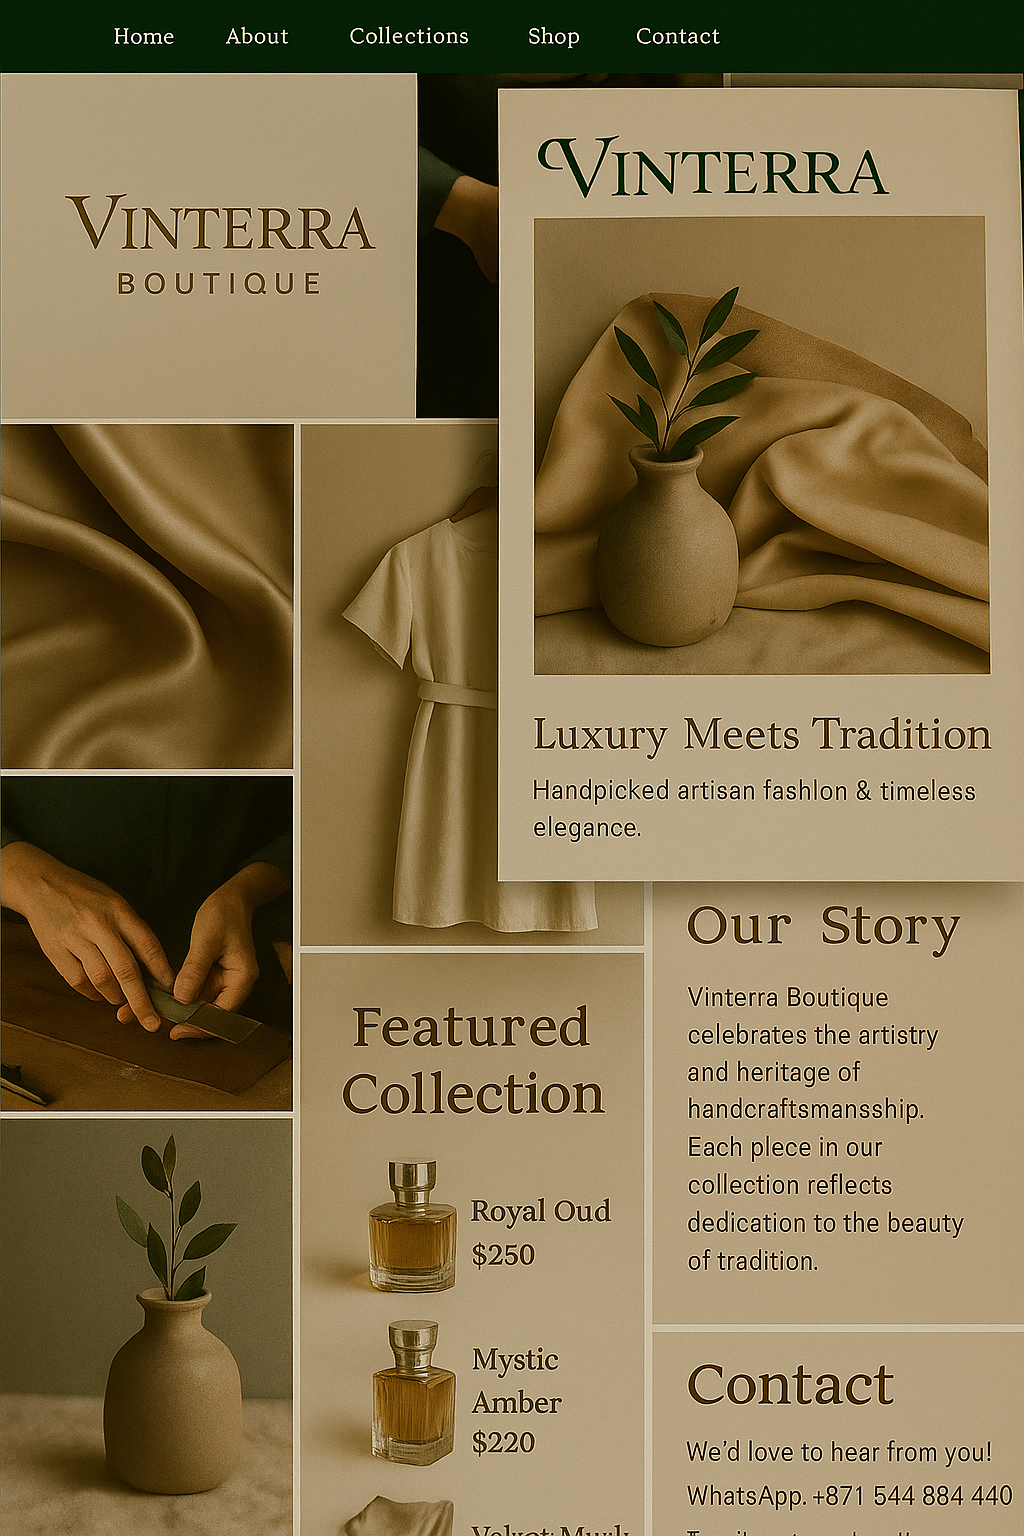 Home About Collections Shop Contact
VINTERRA
BOUTIQUE
VINTERRA
Luxury Meets Tradition
Handpicked artisan fashlon & timeless
elegance.
Featured
Collection
Royal Oud
$250
Mystic
Amber
$220
Our Story
Vinterra Boutique
celebrates the artistry
and heritage of
handcraftsmansship.
Each plece in our
collection reflects
dedication to the beauty
of tradition.
Contact
We'd love to hear from you!
WhatsApp. +871 544 884 440